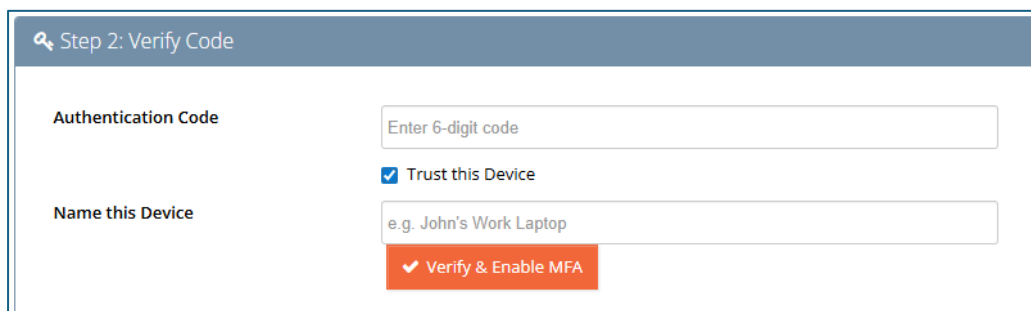 Step 2: Verify Code
Authentication Code
Enter 6-digit code
Trust this Device
Name this Device
e.g. John's Work Laptop
Verify & Enable MFA